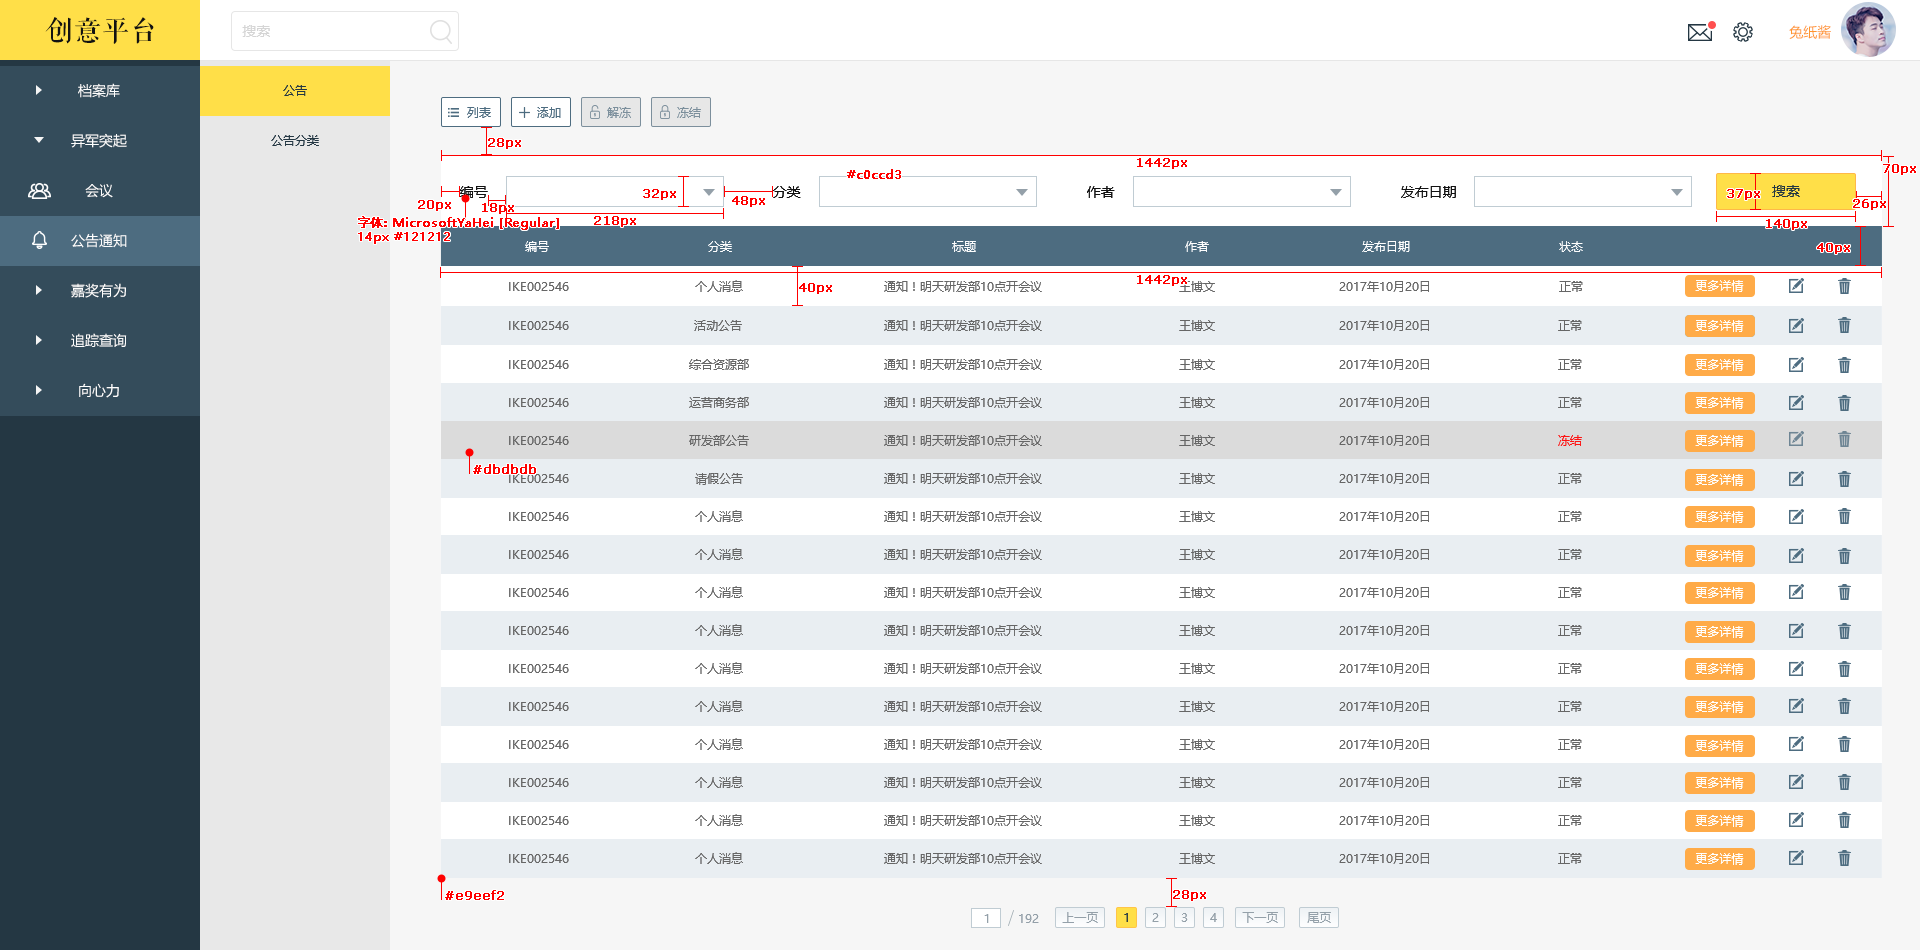 创意平台
搜索
兔纸酱
档案库
异军突起
会议
公告通知
嘉奖有为
追踪查询
向心力
公告
公告分类
列表 添加 解冻 冻结
28px
1442px
70px
#c0ccd3
编号 32px 48px 分类 作者 发布日期 37px 搜索
20px 18px 218px 26px
字体: MicrosoftYaHei [Regular]
14px #121212
140px
40px
编号 分类 标题 作者 发布日期 状态
1442px
40px
IKE002546 个人消息 通知！明天研发部10点开会议 王博文 2017年10月20日 正常 更多详情
IKE002546 活动公告 通知！明天研发部10点开会议 王博文 2017年10月20日 正常 更多详情
IKE002546 综合资源部 通知！明天研发部10点开会议 王博文 2017年10月20日 正常 更多详情
IKE002546 运营商务部 通知！明天研发部10点开会议 王博文 2017年10月20日 正常 更多详情
IKE002546 研发部公告 通知！明天研发部10点开会议 王博文 2017年10月20日 冻结 更多详情
#dbdbdb
IKE002546 请假公告 通知！明天研发部10点开会议 王博文 2017年10月20日 正常 更多详情
IKE002546 个人消息 通知！明天研发部10点开会议 王博文 2017年10月20日 正常 更多详情
IKE002546 个人消息 通知！明天研发部10点开会议 王博文 2017年10月20日 正常 更多详情
IKE002546 个人消息 通知！明天研发部10点开会议 王博文 2017年10月20日 正常 更多详情
IKE002546 个人消息 通知！明天研发部10点开会议 王博文 2017年10月20日 正常 更多详情
IKE002546 个人消息 通知！明天研发部10点开会议 王博文 2017年10月20日 正常 更多详情
IKE002546 个人消息 通知！明天研发部10点开会议 王博文 2017年10月20日 正常 更多详情
IKE002546 个人消息 通知！明天研发部10点开会议 王博文 2017年10月20日 正常 更多详情
IKE002546 个人消息 通知！明天研发部10点开会议 王博文 2017年10月20日 正常 更多详情
IKE002546 个人消息 通知！明天研发部10点开会议 王博文 2017年10月20日 正常 更多详情
IKE002546 个人消息 通知！明天研发部10点开会议 王博文 2017年10月20日 正常 更多详情
#e9eef2
28px
1 / 192 上一页 1 2 3 4 下一页 尾页